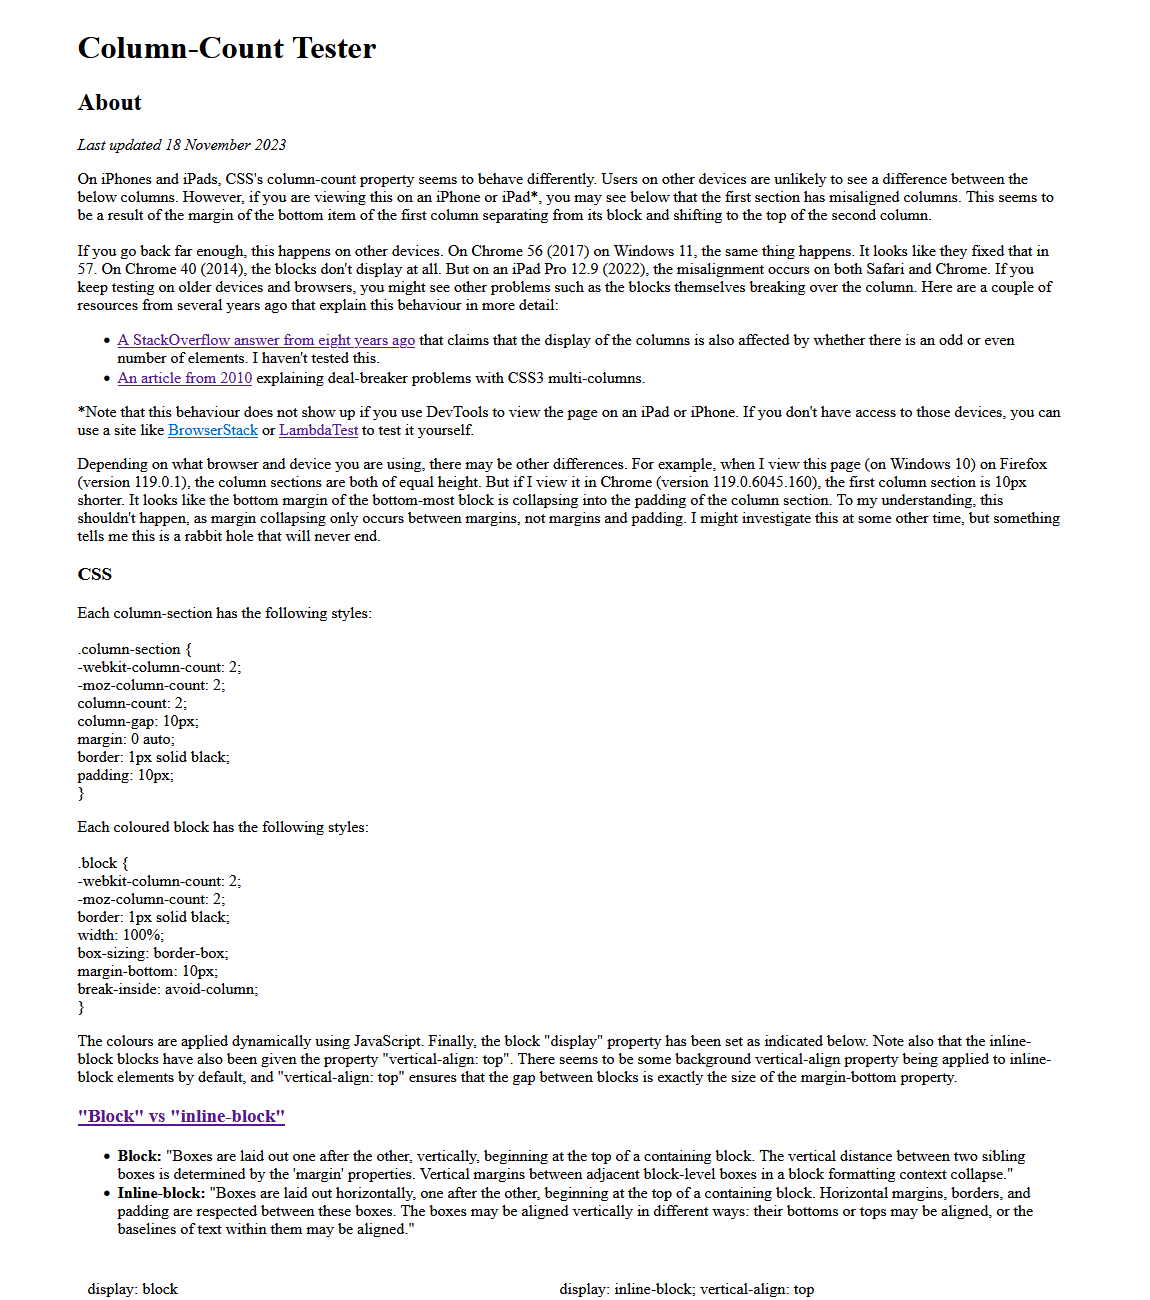 Column-Count Tester
About
Last updated 18 November 2023
On iPhones and iPads, CSS's column-count property seems to behave differently. Users on other devices are unlikely to see a difference between the
below columns. However, if you are viewing this on an iPhone or iPad*, you may see below that the first section has misaligned columns. This seems to
be a result of the margin of the bottom item of the first column separating from its block and shifting to the top of the second column.
If you go back far enough, this happens on other devices. On Chrome 56 (2017) on Windows 11, the same thing happens. It looks like they fixed that in
57. On Chrome 40 (2014), the blocks don't display at all. But on an iPad Pro 12.9 (2022), the misalignment occurs on both Safari and Chrome. If you
keep testing on older devices and browsers, you might see other problems such as the blocks themselves breaking over the column. Here are a couple of
resources from several years ago that explain this behaviour in more detail:
• A StackOverflow answer from eight years ago that claims that the display of the columns is also affected by whether there is an odd or even
number of elements. I haven't tested this.
• An article from 2010 explaining deal-breaker problems with CSS3 multi-columns.
*Note that this behaviour does not show up if you use DevTools to view the page on an iPad or iPhone. If you don't have access to those devices, you can
use a site like BrowserStack or LambdaTest to test it yourself.
Depending on what browser and device you are using, there may be other differences. For example, when I view this page (on Windows 10) on Firefox
(version 119.0.1), the column sections are both of equal height. But if I view it in Chrome (version 119.0.6045.160), the first column section is 10px
shorter. It looks like the bottom margin of the bottom-most block is collapsing into the padding of the column section. To my understanding, this
shouldn't happen, as margin collapsing only occurs between margins, not margins and padding. I might investigate this at some other time, but something
tells me this is a rabbit hole that will never end.
CSS
Each column-section has the following styles:
.column-section {
-webkit-column-count: 2;
-moz-column-count: 2;
column-count: 2;
column-gap: 10px;
margin: 0 auto;
border: 1px solid black;
padding: 10px;
}
Each coloured block has the following styles:
.block {
-webkit-column-count: 2;
-moz-column-count: 2;
border: 1px solid black;
width: 100%;
box-sizing: border-box;
margin-bottom: 10px;
break-inside: avoid-column;
}
The colours are applied dynamically using JavaScript. Finally, the block "display" property has been set as indicated below. Note also that the inline-
block blocks have also been given the property "vertical-align: top". There seems to be some background vertical-align property being applied to inline-
block elements by default, and "vertical-align: top" ensures that the gap between blocks is exactly the size of the margin-bottom property.
"Block" vs "inline-block"
• Block: "Boxes are laid out one after the other, vertically, beginning at the top of a containing block. The vertical distance between two sibling
boxes is determined by the 'margin' properties. Vertical margins between adjacent block-level boxes in a block formatting context collapse."
• Inline-block: "Boxes are laid out horizontally, one after the other, beginning at the top of a containing block. Horizontal margins, borders, and
padding are respected between these boxes. The boxes may be aligned vertically in different ways: their bottoms or tops may be aligned, or the
baselines of text within them may be aligned."
display: block
display: inline-block; vertical-align: top